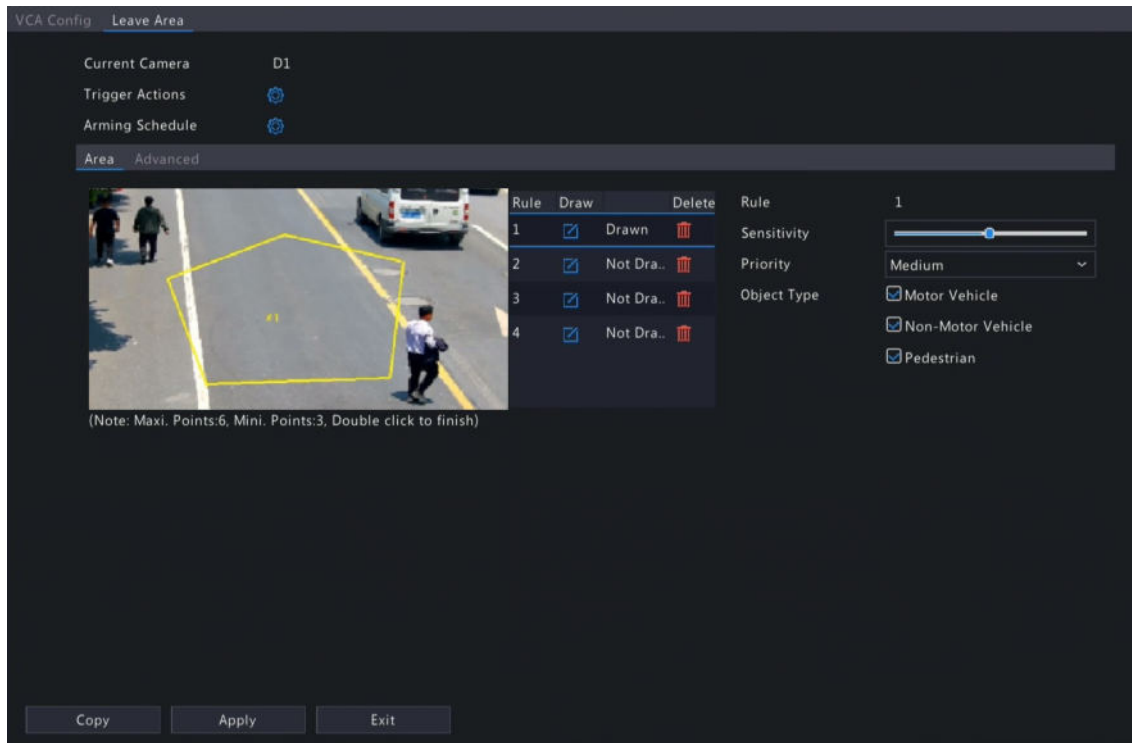 VCA Config Leave Area
Current Camera D1
Trigger Actions
Arming Schedule
Area Advanced
Rule Draw Delete
1 Drawn
2 Not Dra..
3 Not Dra..
4 Not Dra..
#1
(Note: Maxi. Points:6, Mini. Points:3, Double click to finish)
Rule 1
Sensitivity
Priority Medium
Object Type Motor Vehicle
Non-Motor Vehicle
Pedestrian
Copy Apply Exit